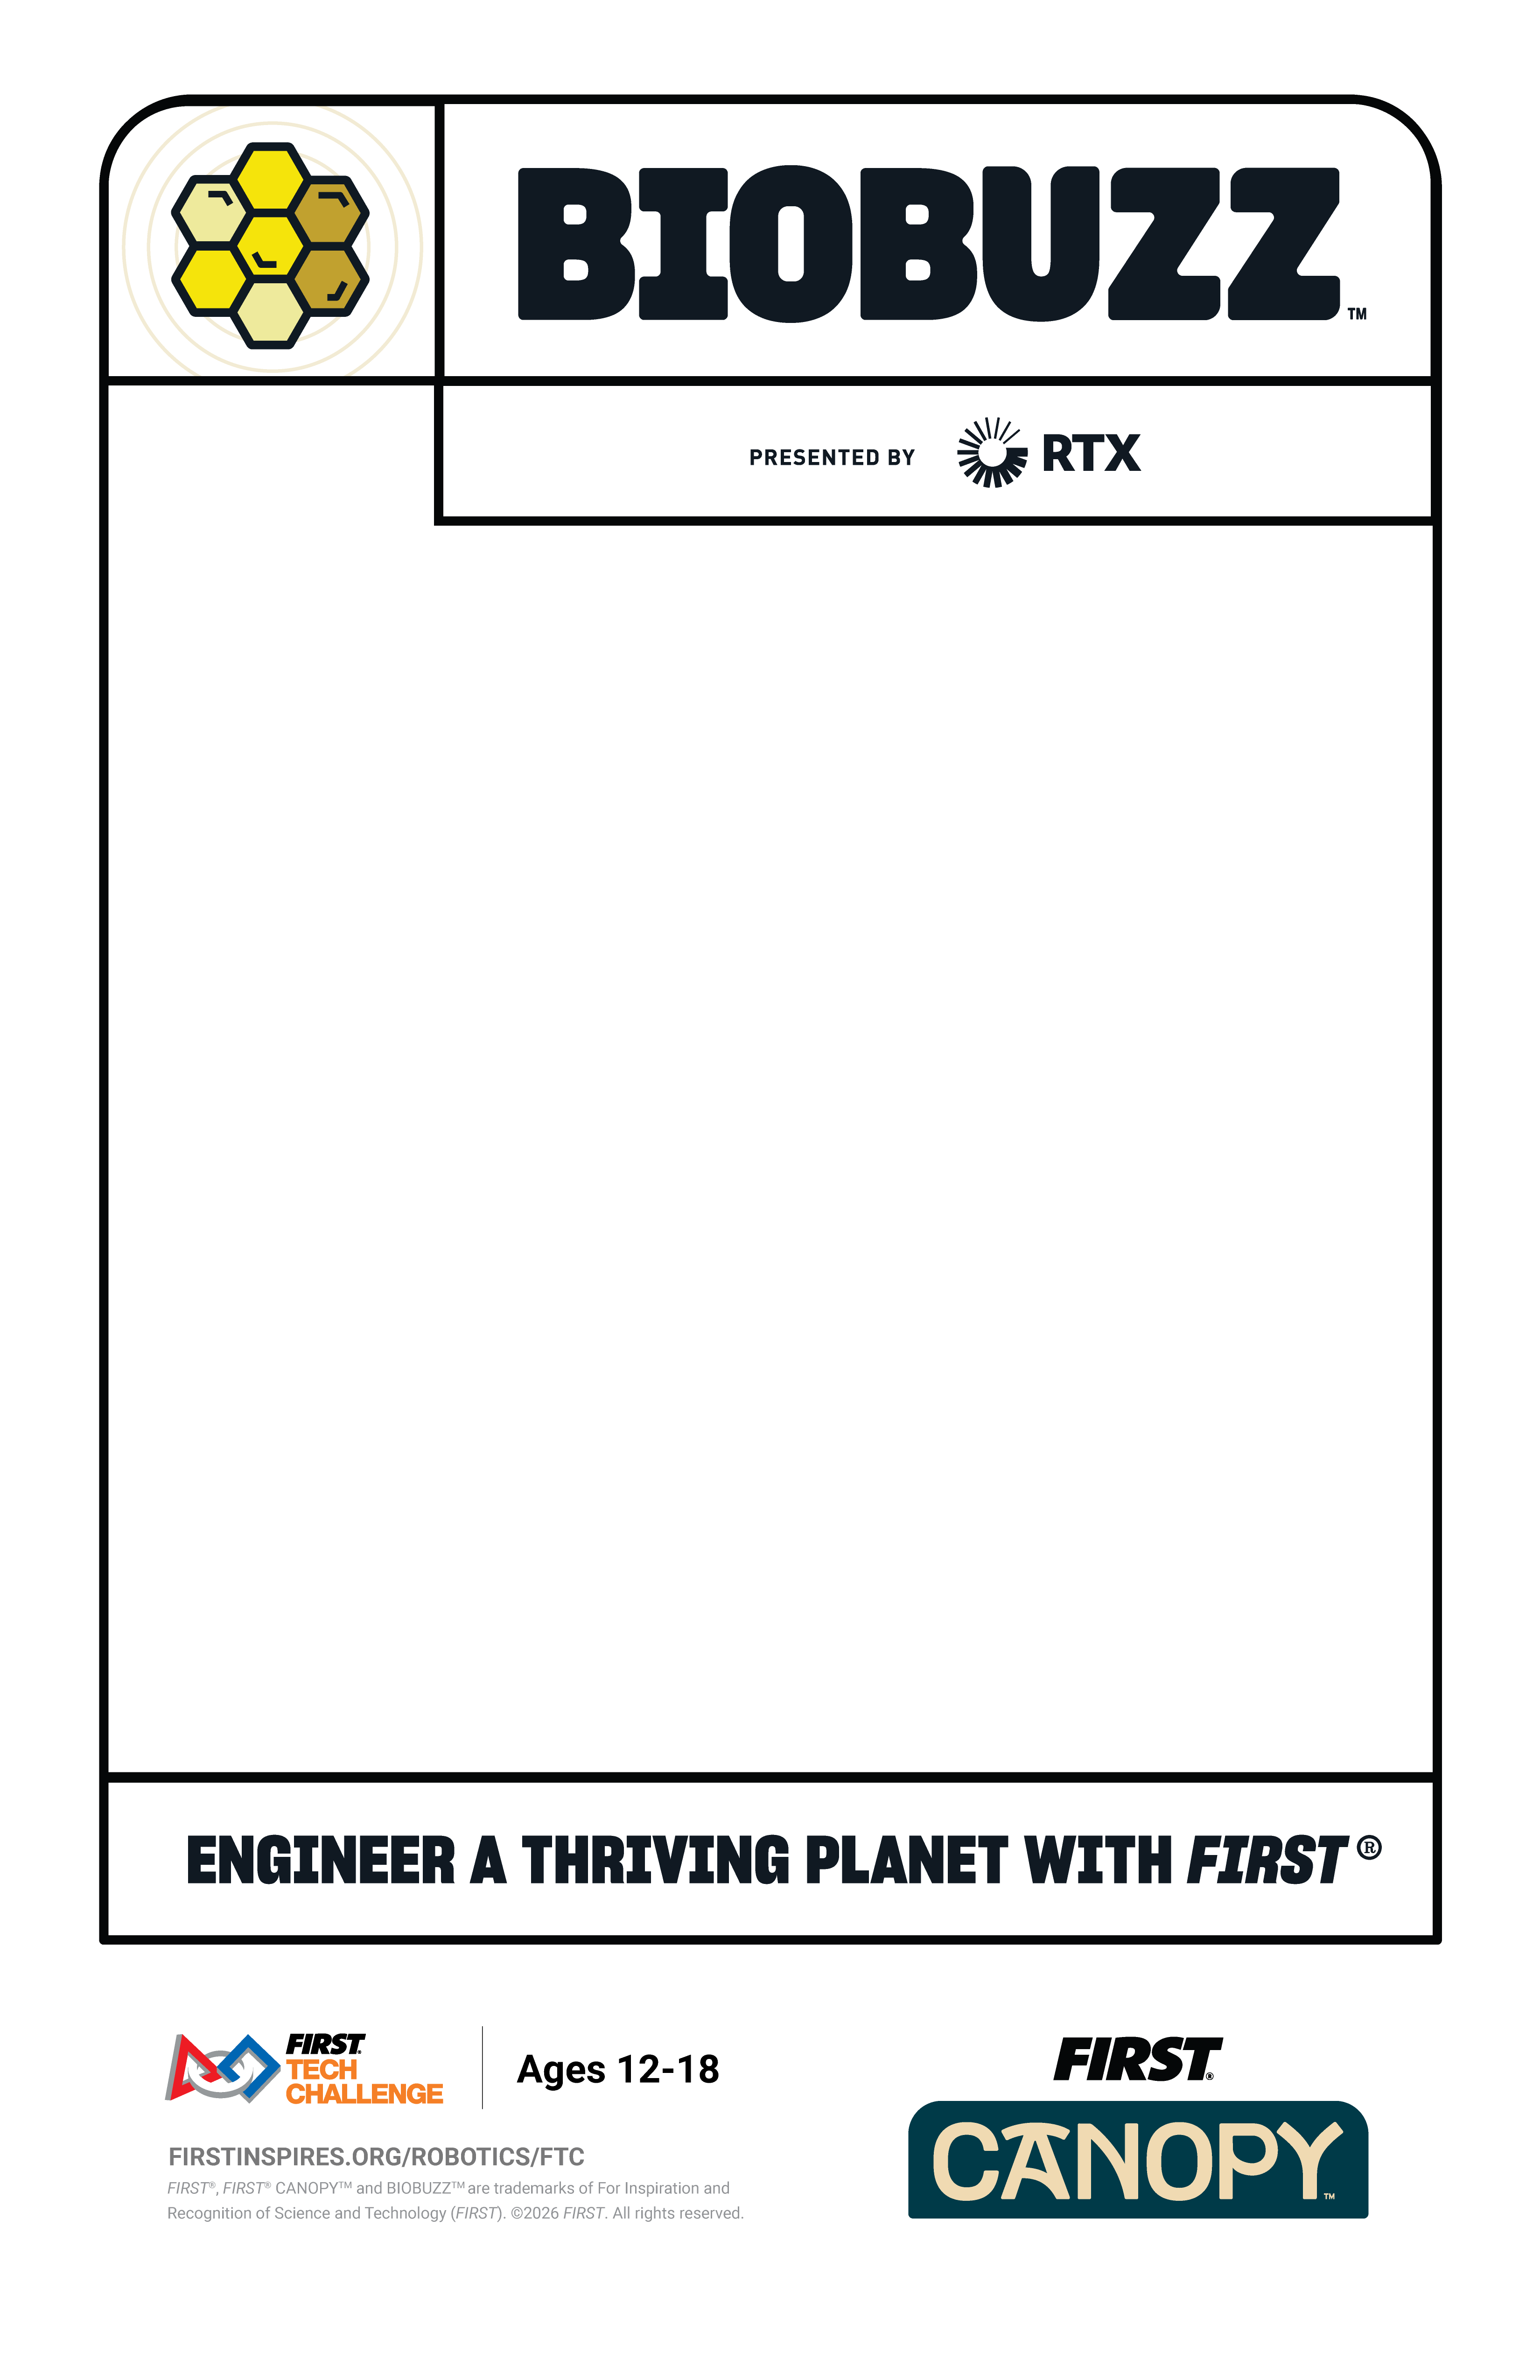 BIOBUZZ™
PRESENTED BY RTX
ENGINEER A THRIVING PLANET WITH FIRST®
FIRST®
TECH
CHALLENGE
Ages 12-18
FIRSTINSPIRES.ORG/ROBOTICS/FTC
FIRST®, FIRST® CANOPY™ and BIOBUZZ™ are trademarks of For Inspiration and
Recognition of Science and Technology (FIRST). ©2026 FIRST. All rights reserved.
FIRST®
CANOPY™